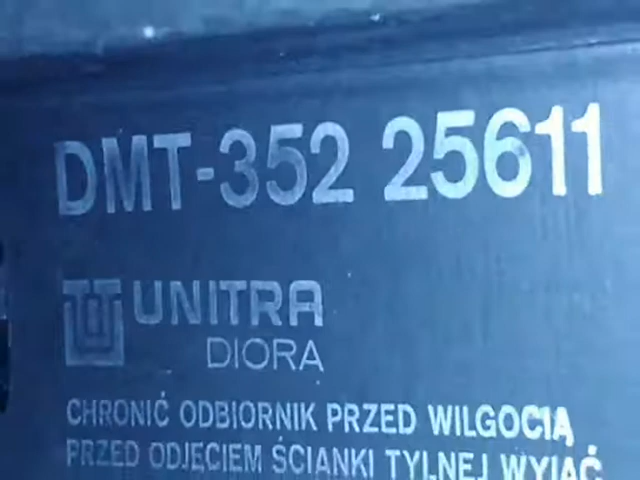 DMT-352 25611
UNITRA
DIORA
CHRONIĆ ODBIORNIK PRZED WILGOCIĄ
PRZED ODJĘCIEM ŚCIANKI TYLNEJ WYJĄĆ